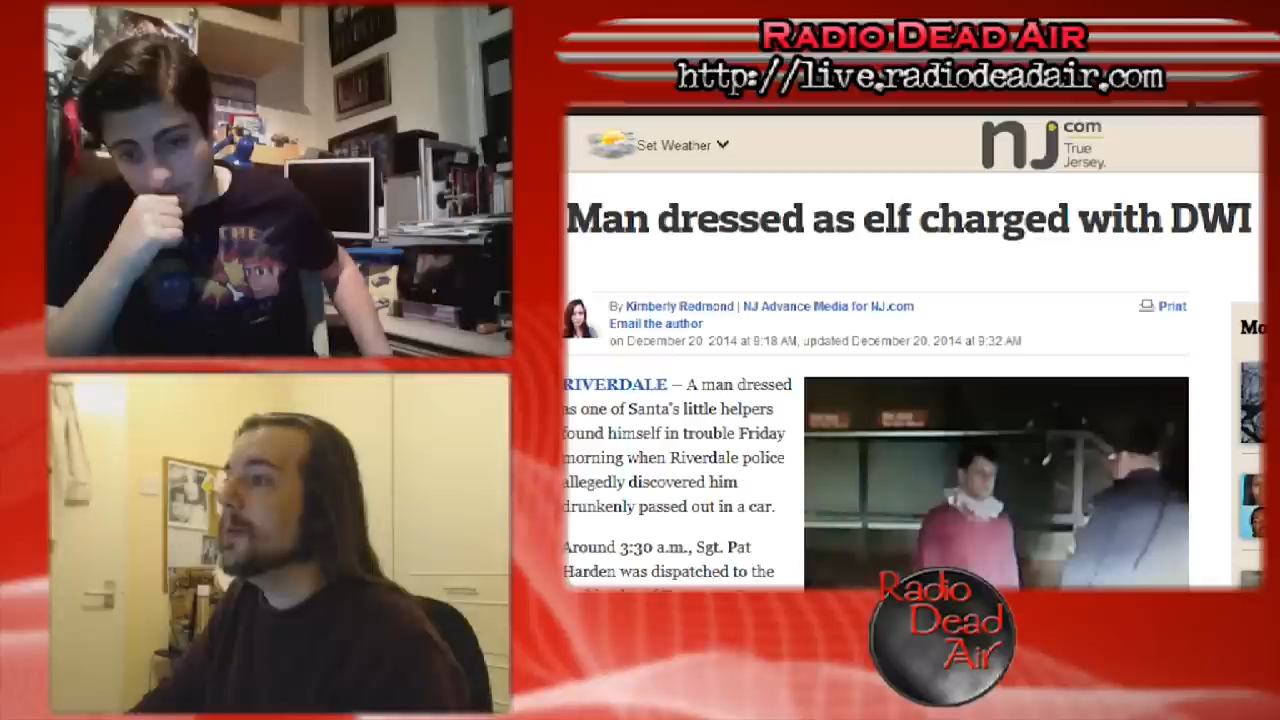 RADIO DEAD AIR
http://live.radiodeadair.com
Set Weather
nj com
True
Jersey.
Man dressed as elf charged with DWI
By Kimberly Redmond | NJ Advance Media for NJ.com
Print
Email the author
on December 20, 2014 at 9:18 AM, updated December 20, 2014 at 9:32 AM
Mo
RIVERDALE – A man dressed
as one of Santa's little helpers
found himself in trouble Friday
morning when Riverdale police
allegedly discovered him
drunkenly passed out in a car.
Around 3:30 a.m., Sgt. Pat
Harden was dispatched to the
Radio
Dead
Air
THE